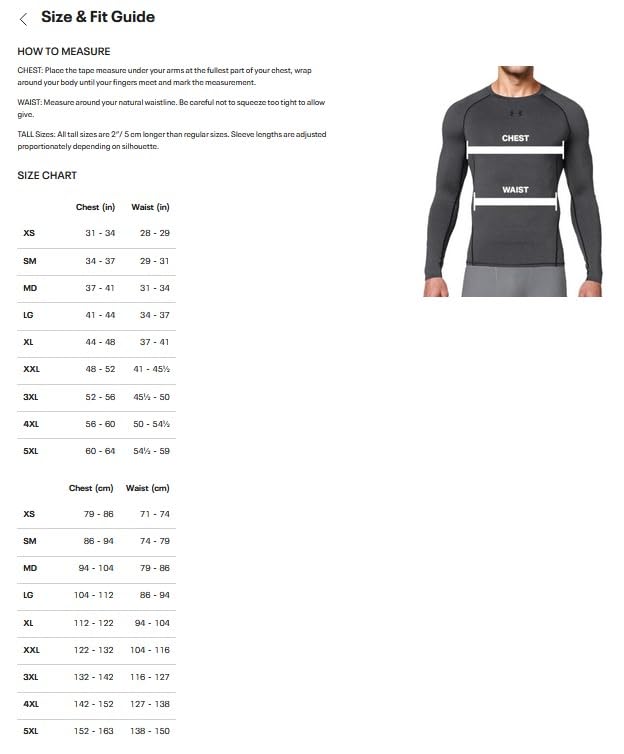 Size & Fit Guide
HOW TO MEASURE
CHEST: Place the tape measure under your arms at the fullest part of your chest, wrap
around your body until your fingers meet and mark the measurement.
WAIST: Measure around your natural waistline. Be careful not to squeeze too tight to allow
give.
TALL Sizes: All tall sizes are 2"/ 5 cm longer than regular sizes. Sleeve lengths are adjusted
proportionately depending on silhouette.
CHEST
WAIST
SIZE CHART
Chest (in) Waist (in)
XS 31 - 34 28 - 29
SM 34 - 37 29 - 31
MD 37 - 41 31 - 34
LG 41 - 44 34 - 37
XL 44 - 48 37 - 41
XXL 48 - 52 41 - 45½
3XL 52 - 56 45½ - 50
4XL 56 - 60 50 - 54½
5XL 60 - 64 54½ - 59
Chest (cm) Waist (cm)
XS 79 - 86 71 - 74
SM 86 - 94 74 - 79
MD 94 - 104 79 - 86
LG 104 - 112 86 - 94
XL 112 - 122 94 - 104
XXL 122 - 132 104 - 116
3XL 132 - 142 116 - 127
4XL 142 - 152 127 - 138
5XL 152 - 163 138 - 150